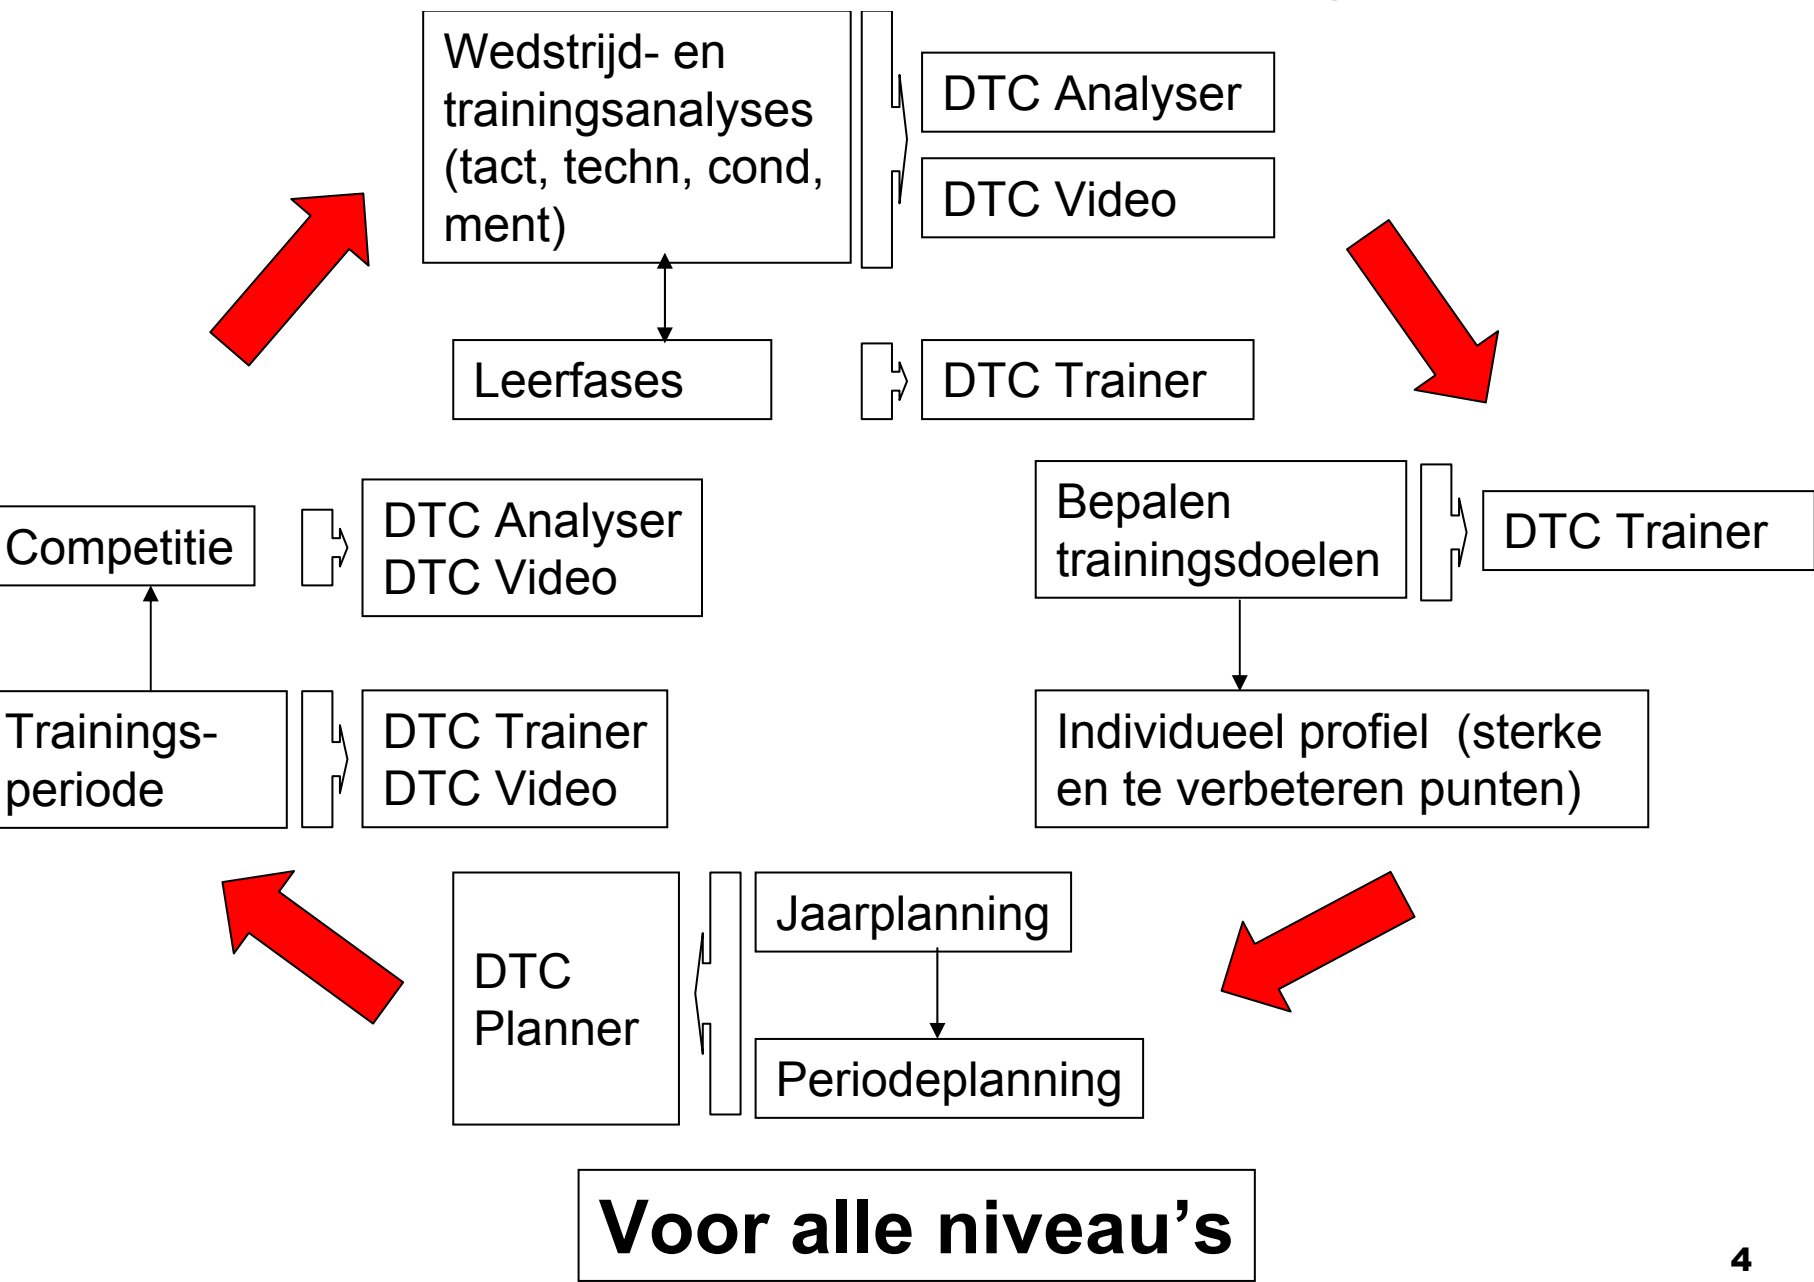 Wedstrijd- en
trainingsanalyses
(tact, techn, cond,
ment)
DTC Analyser
DTC Video
Leerfases
DTC Trainer
Competitie
DTC Analyser
DTC Video
Bepalen
trainingsdoelen
DTC Trainer
Trainings-
periode
DTC Trainer
DTC Video
Individueel profiel (sterke
en te verbeteren punten)
DTC
Planner
Jaarplanning
Periodeplanning
Voor alle niveau’s
4